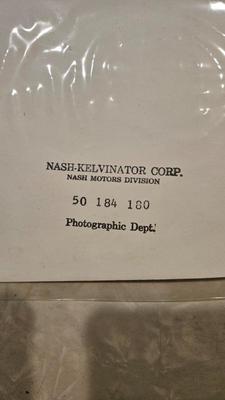 NASH-KELVINATOR CORP.
NASH MOTORS DIVISION
50 184 180
Photographic Dept.